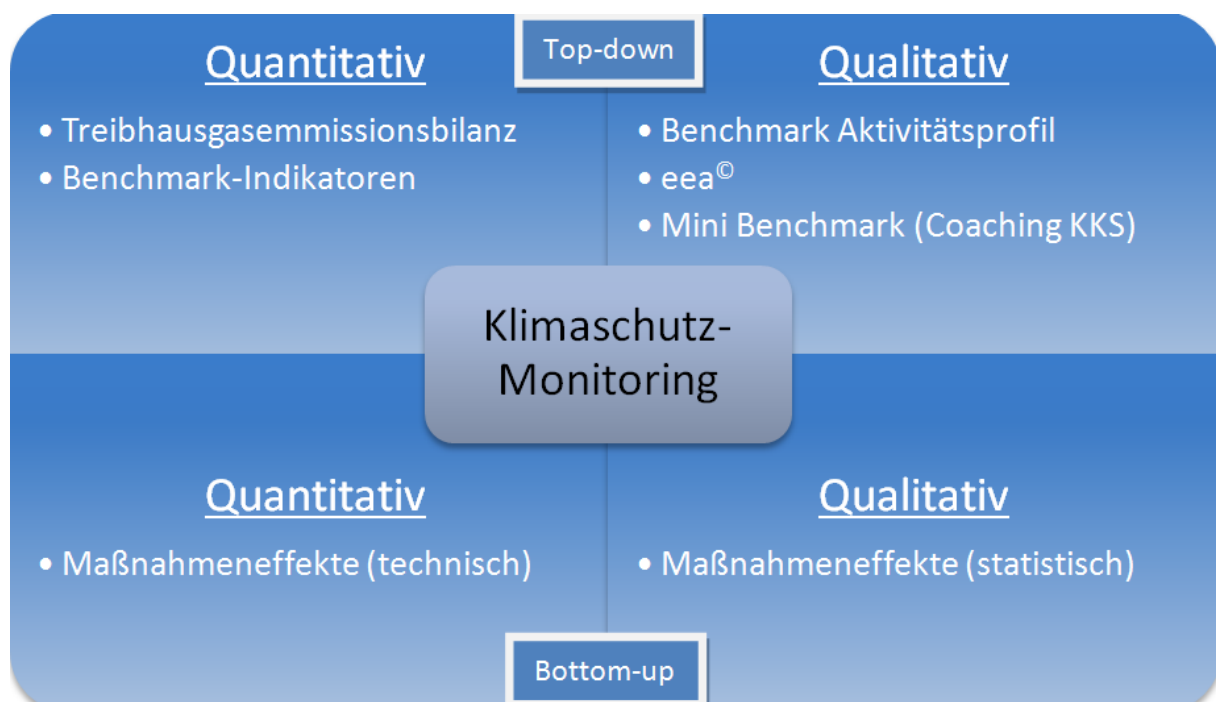 Top-down
Quantitativ
• Treibhausgasemmissionsbilanz
• Benchmark-Indikatoren
Qualitativ
• Benchmark Aktivitätsprofil
• eea©
• Mini Benchmark (Coaching KKS)
Klimaschutz-
Monitoring
Quantitativ
• Maßnahmeneffekte (technisch)
Qualitativ
• Maßnahmeneffekte (statistisch)
Bottom-up